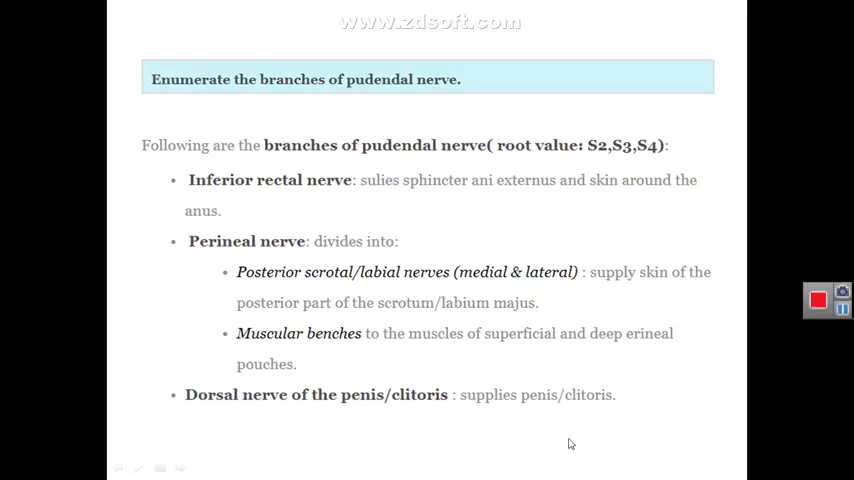 www.zdsoft.com
Enumerate the branches of pudendal nerve.
Following are the branches of pudendal nerve( root value: S2,S3,S4):
• Inferior rectal nerve: sulies sphincter ani externus and skin around the
anus.
• Perineal nerve: divides into:
• Posterior scrotal/labial nerves (medial & lateral) : supply skin of the
posterior part of the scrotum/labium majus.
• Muscular benches to the muscles of superficial and deep erineal
pouches.
• Dorsal nerve of the penis/clitoris : supplies penis/clitoris.